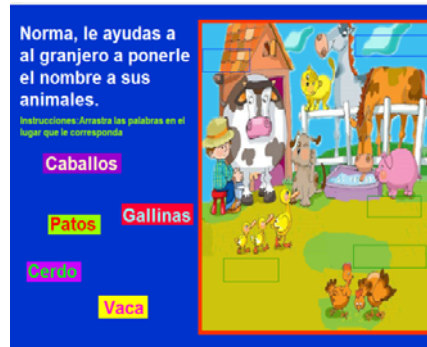 Norma, le ayudas a
al granjero a ponerle
el nombre a sus
animales.
Instrucciones:Arrastra las palabras en el
lugar que le corresponda
Caballos
Gallinas
Patos
Cerdo
Vaca